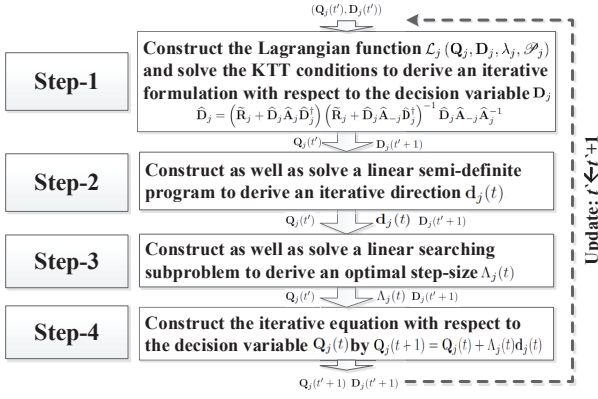 (Q_j(t'), D_j(t'))
Step-1
Construct the Lagrangian function ℒ_j (Q_j, D_j, λ_j, 𝒫_j)
and solve the KTT conditions to derive an iterative
formulation with respect to the decision variable D_j
D̂_j = (R̃_j + D̂_j Â_j D̂_j^†) (R̃_j + D̂_j Â_{−j} D̂_j^†)^{−1} D̂_j Â_{−j} Â_j^{−1}
Q_j(t') D_j(t'+1)
Step-2
Construct as well as solve a linear semi-definite
program to derive an iterative direction d_j(t)
Q_j(t') d_j(t) D_j(t'+1)
Step-3
Construct as well as solve a linear searching
subproblem to derive an optimal step-size Λ_j(t)
Q_j(t') Λ_j(t) D_j(t'+1)
Step-4
Construct the iterative equation with respect to
the decision variable Q_j(t) by Q_j(t+1) = Q_j(t) + Λ_j(t)d_j(t)
Q_j(t'+1) D_j(t'+1)
Update: t`←t`+1